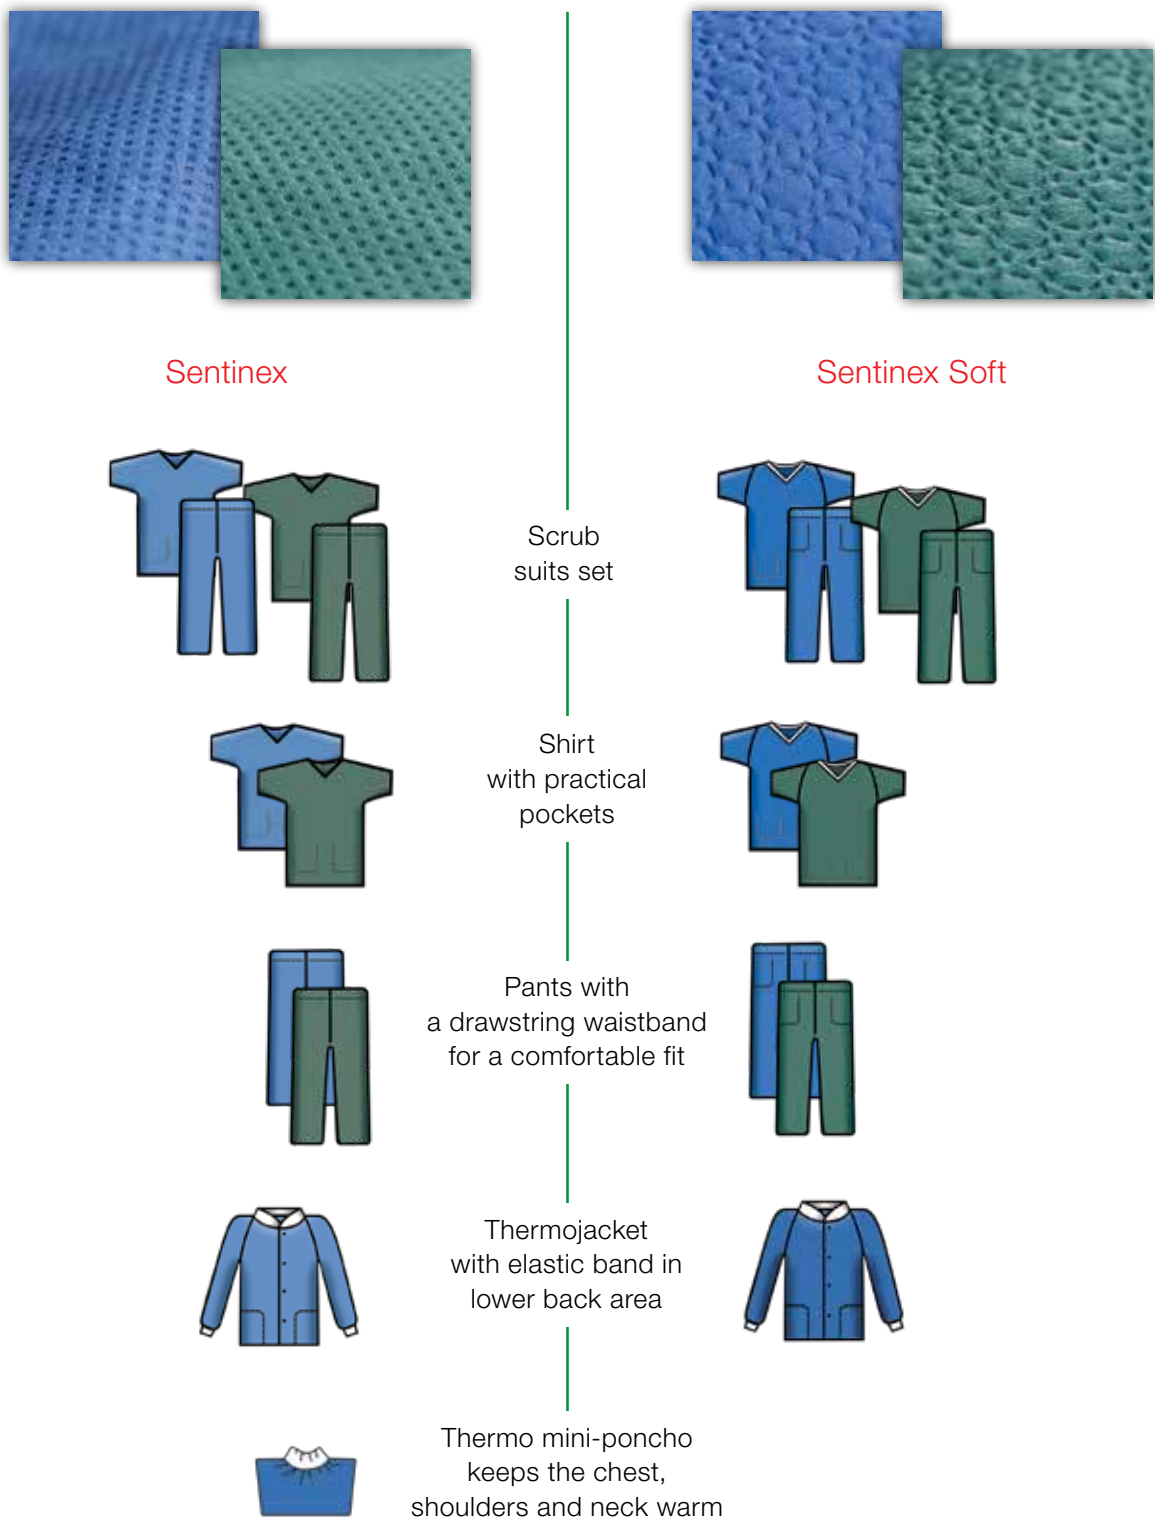 Sentinex
Sentinex Soft
Scrub
suits set
Shirt
with practical
pockets
Pants with
a drawstring waistband
for a comfortable fit
Thermojacket
with elastic band in
lower back area
Thermo mini-poncho
keeps the chest,
shoulders and neck warm